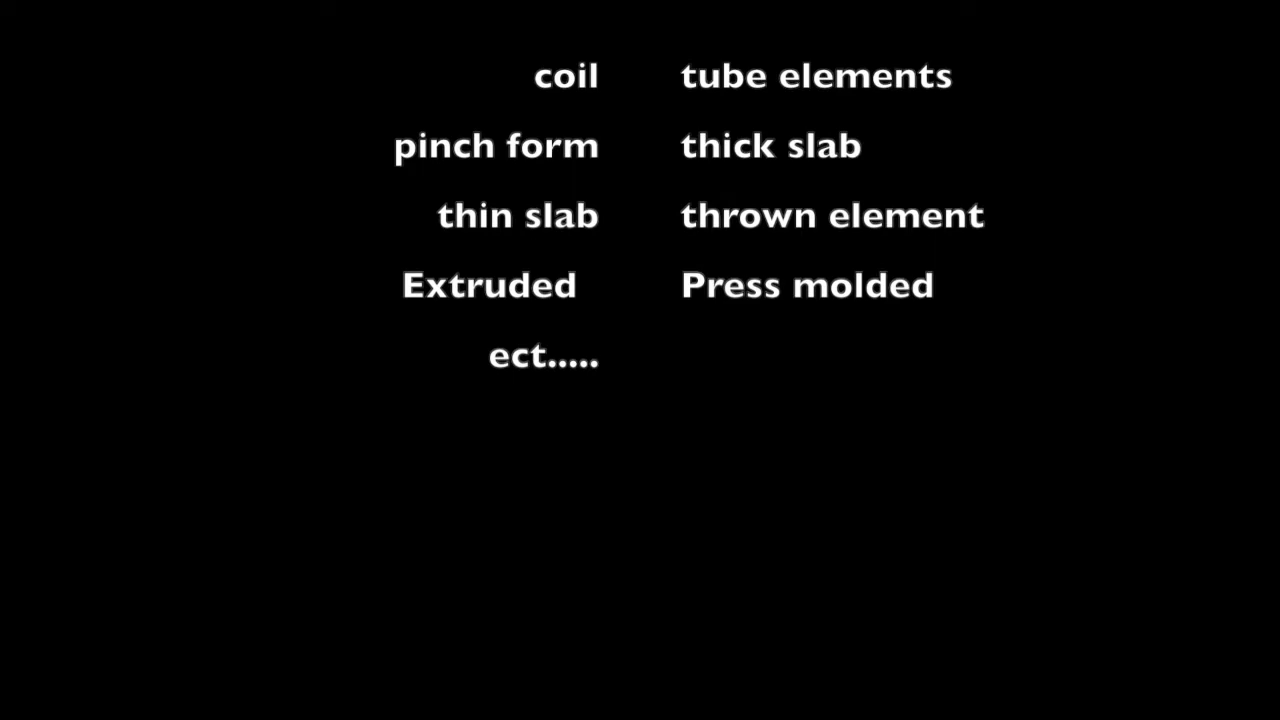 coil tube elements
pinch form thick slab
thin slab thrown element
Extruded Press molded
ect.....